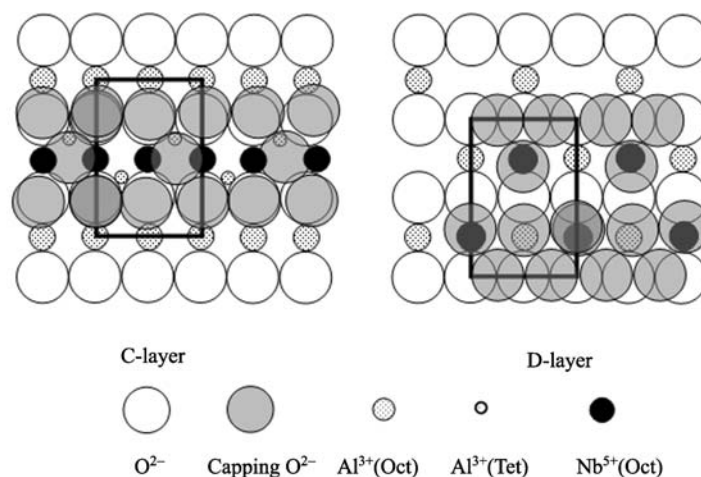 C-layer D-layer
O²⁻ Capping O²⁻ Al³⁺(Oct) Al³⁺(Tet) Nb⁵⁺(Oct)